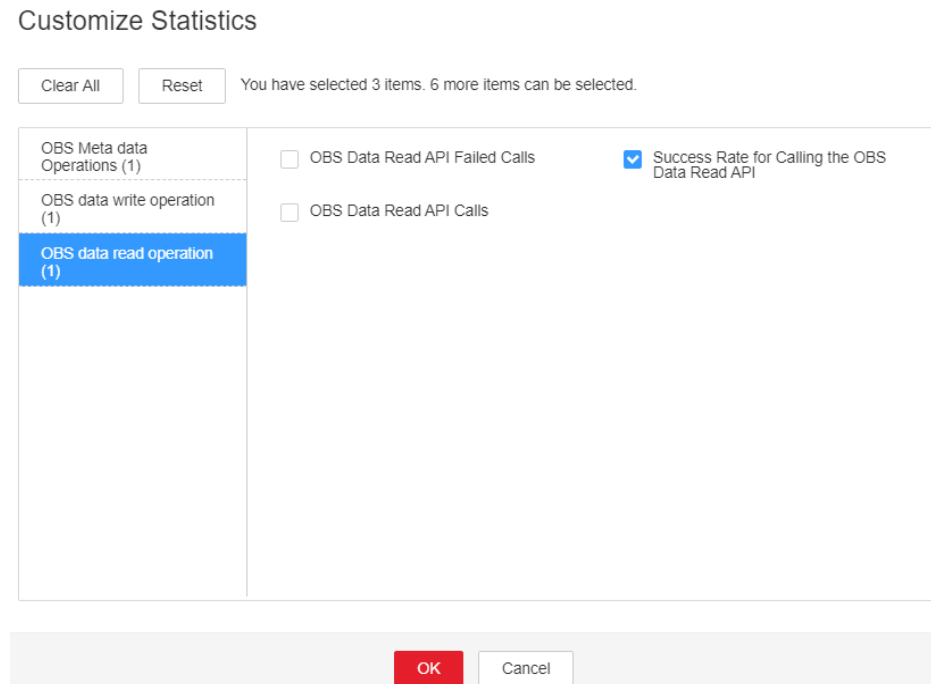 Customize Statistics
Clear All
Reset
You have selected 3 items. 6 more items can be selected.
OBS Meta data
Operations (1)
OBS data write operation
(1)
OBS data read operation
(1)
OBS Data Read API Failed Calls
Success Rate for Calling the OBS
Data Read API
OBS Data Read API Calls
OK
Cancel